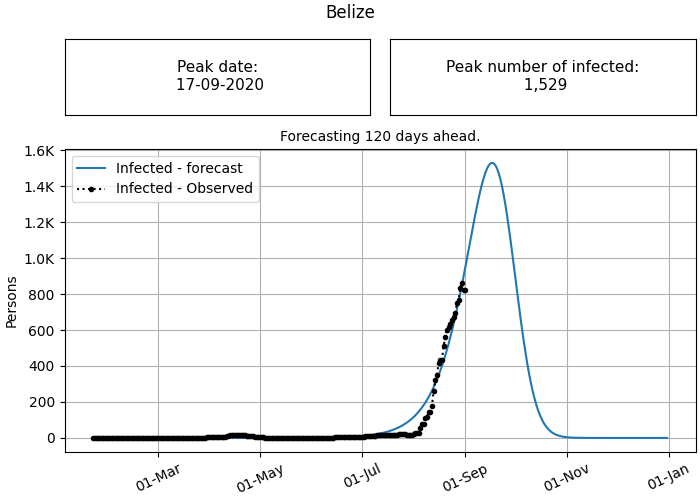 Belize
Peak date:
17-09-2020
Peak number of infected:
1,529
Forecasting 120 days ahead.
Infected - forecast
Infected - Observed
Persons
1.6K
1.4K
1.2K
1.0K
800
600
400
200
0
01-Mar
01-May
01-Jul
01-Sep
01-Nov
01-Jan